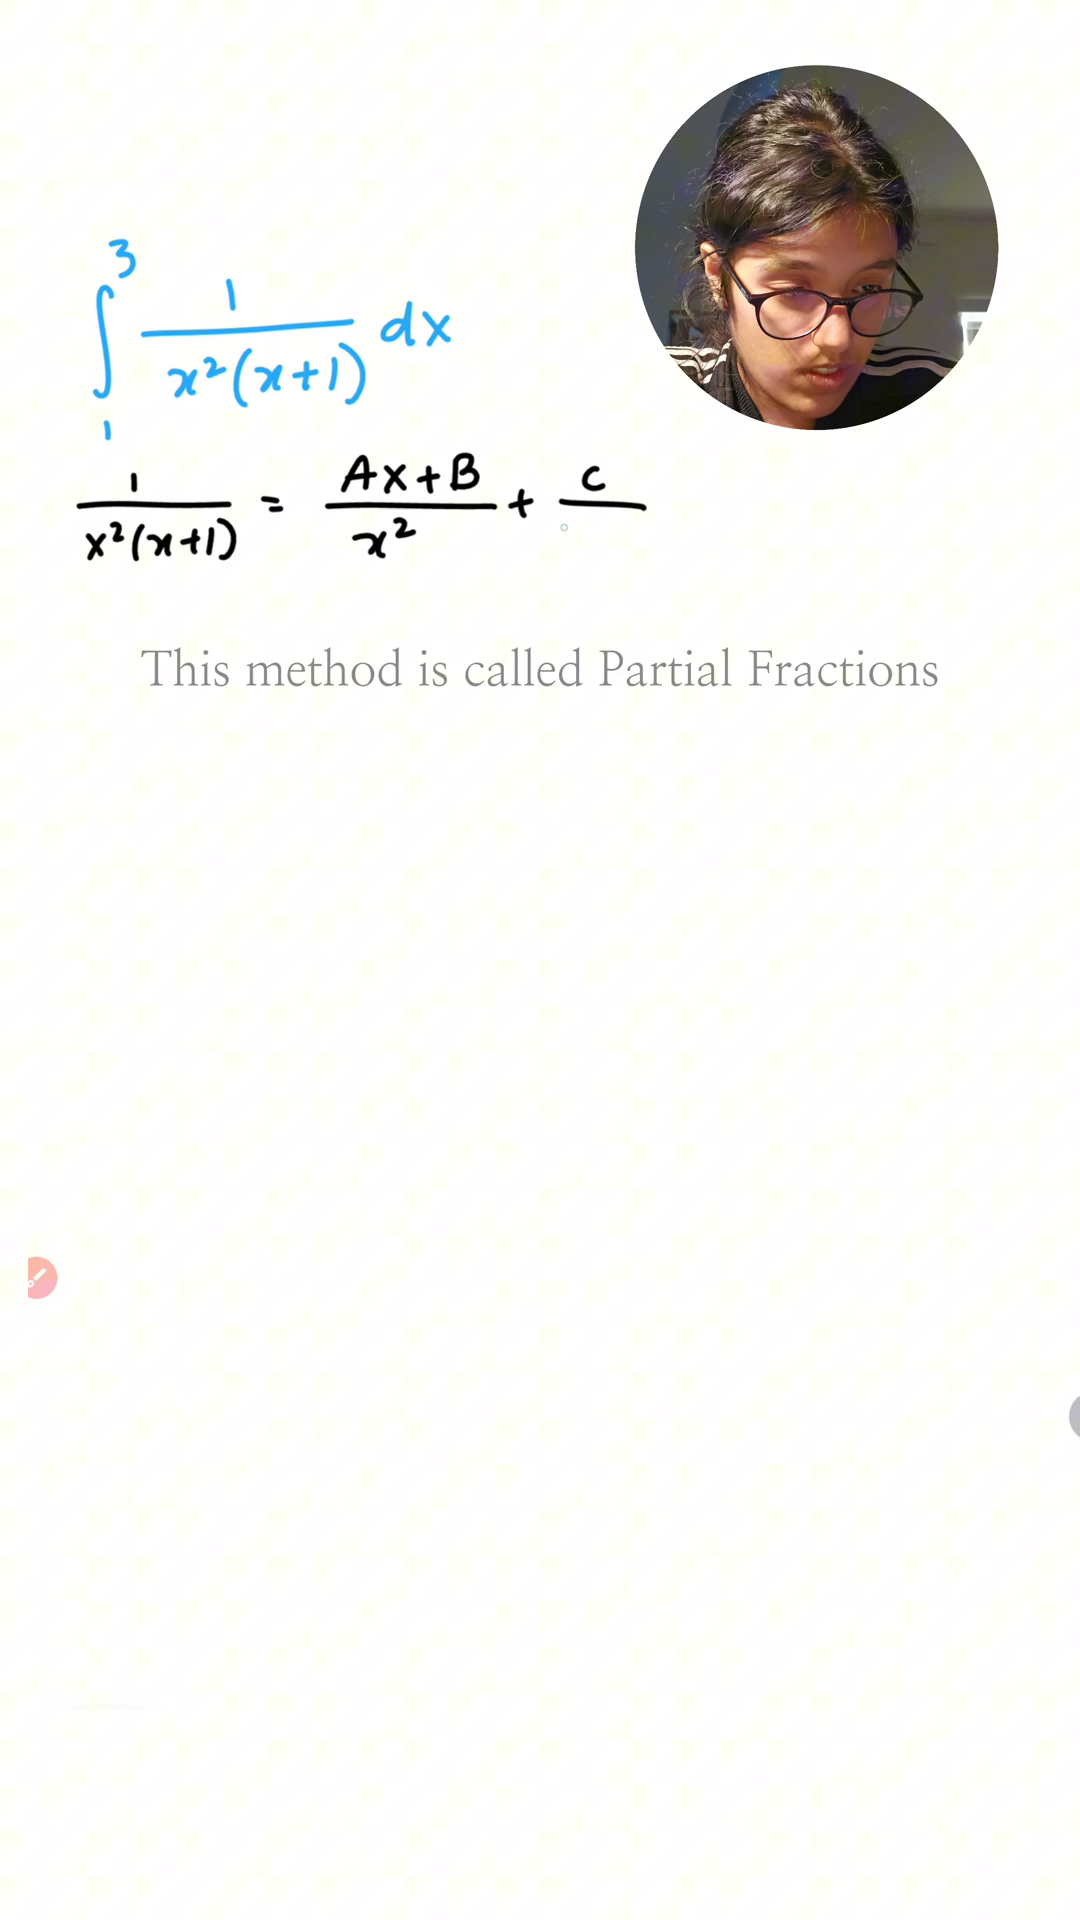 ∫₁³ 1/(x²(x+1)) dx
1/(x²(x+1)) = (Ax+B)/x² + C/
This method is called Partial Fractions